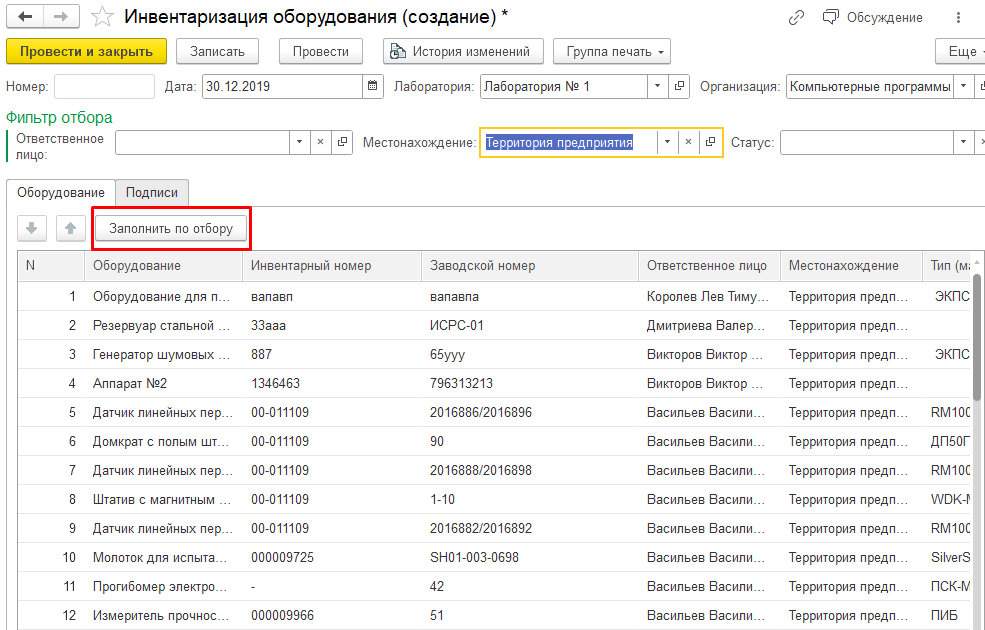 Инвентаризация оборудования (создание) *
Обсуждение
Провести и закрыть Записать Провести История изменений Группа печать Еще
Номер: Дата: 30.12.2019 Лаборатория: Лаборатория № 1 Организация: Компьютерные программы
Фильтр отбора
Ответственное лицо: Местонахождение: Территория предприятия Статус:
Оборудование Подписи
Заполнить по отбору
N Оборудование Инвентарный номер Заводской номер Ответственное лицо Местонахождение Тип (ма
1 Оборудование для п... вапавп вапавпа Королев Лев Тиму... Территория предп... ЭКПС
2 Резервуар стальной ... 33ааа ИСРС-01 Дмитриева Валер... Территория предп...
3 Генератор шумовых ... 887 65ууу Викторов Виктор ... Территория предп... ЭКПС
4 Аппарат №2 1346463 796313213 Викторов Виктор ... Территория предп...
5 Датчик линейных пер... 00-011109 2016886/2016896 Васильев Васили... Территория предп... RM100
6 Домкрат с полым шт... 00-011109 90 Васильев Васили... Территория предп... ДП50Г
7 Датчик линейных пер... 00-011109 2016888/2016898 Васильев Васили... Территория предп... RM100
8 Штатив с магнитным ... 00-011109 1-10 Васильев Васили... Территория предп... WDK-M
9 Датчик линейных пер... 00-011109 2016882/2016892 Васильев Васили... Территория предп... RM100
10 Молоток для испыта... 000009725 SH01-003-0698 Васильев Васили... Территория предп... SilverS
11 Прогибомер электро... - 42 Васильев Васили... Территория предп... ПСК-М
12 Измеритель прочнос... 000009966 51 Васильев Васили... Территория предп... ПИБ